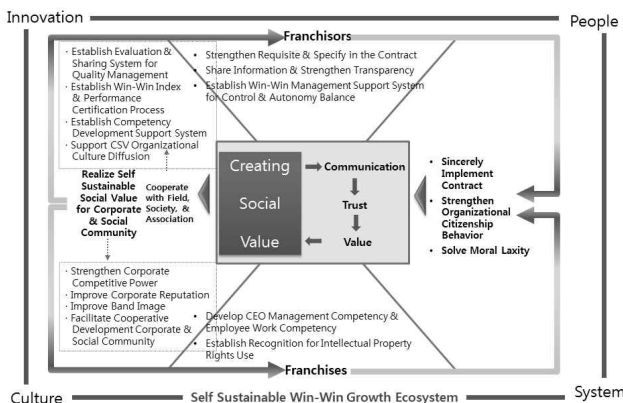 Innovation
People
Franchisors
· Establish Evaluation &
Sharing System for
Quality Management
· Establish Win-Win Index
& Performance
Certification Process
· Establish Competency
Development Support System
· Support CSV Organizational
Culture Diffusion
• Strengthen Requisite & Specify in the Contract
• Share Information & Strengthen Transparency
• Establish Win-Win Management Support System
for Control & Autonomy Balance
Realize Self
Sustainable
Social Value
for Corporate
& Social
Community
Cooperate
with Field,
Society, &
Association
Creating
Social
Value
Communication
Trust
Value
• Sincerely
Implement
Contract
• Strengthen
Organizational
Citizenship
Behavior
• Solve Moral Laxity
· Strengthen Corporate
Competitive Power
· Improve Corporate Reputation
· Improve Band Image
· Facilitate Cooperative
Development Corporate &
Social Community
• Develop CEO Management Competency &
Employee Work Competency
• Establish Recognition for Intellectual Property
Rights Use
Franchises
Culture
Self Sustainable Win-Win Growth Ecosystem
System